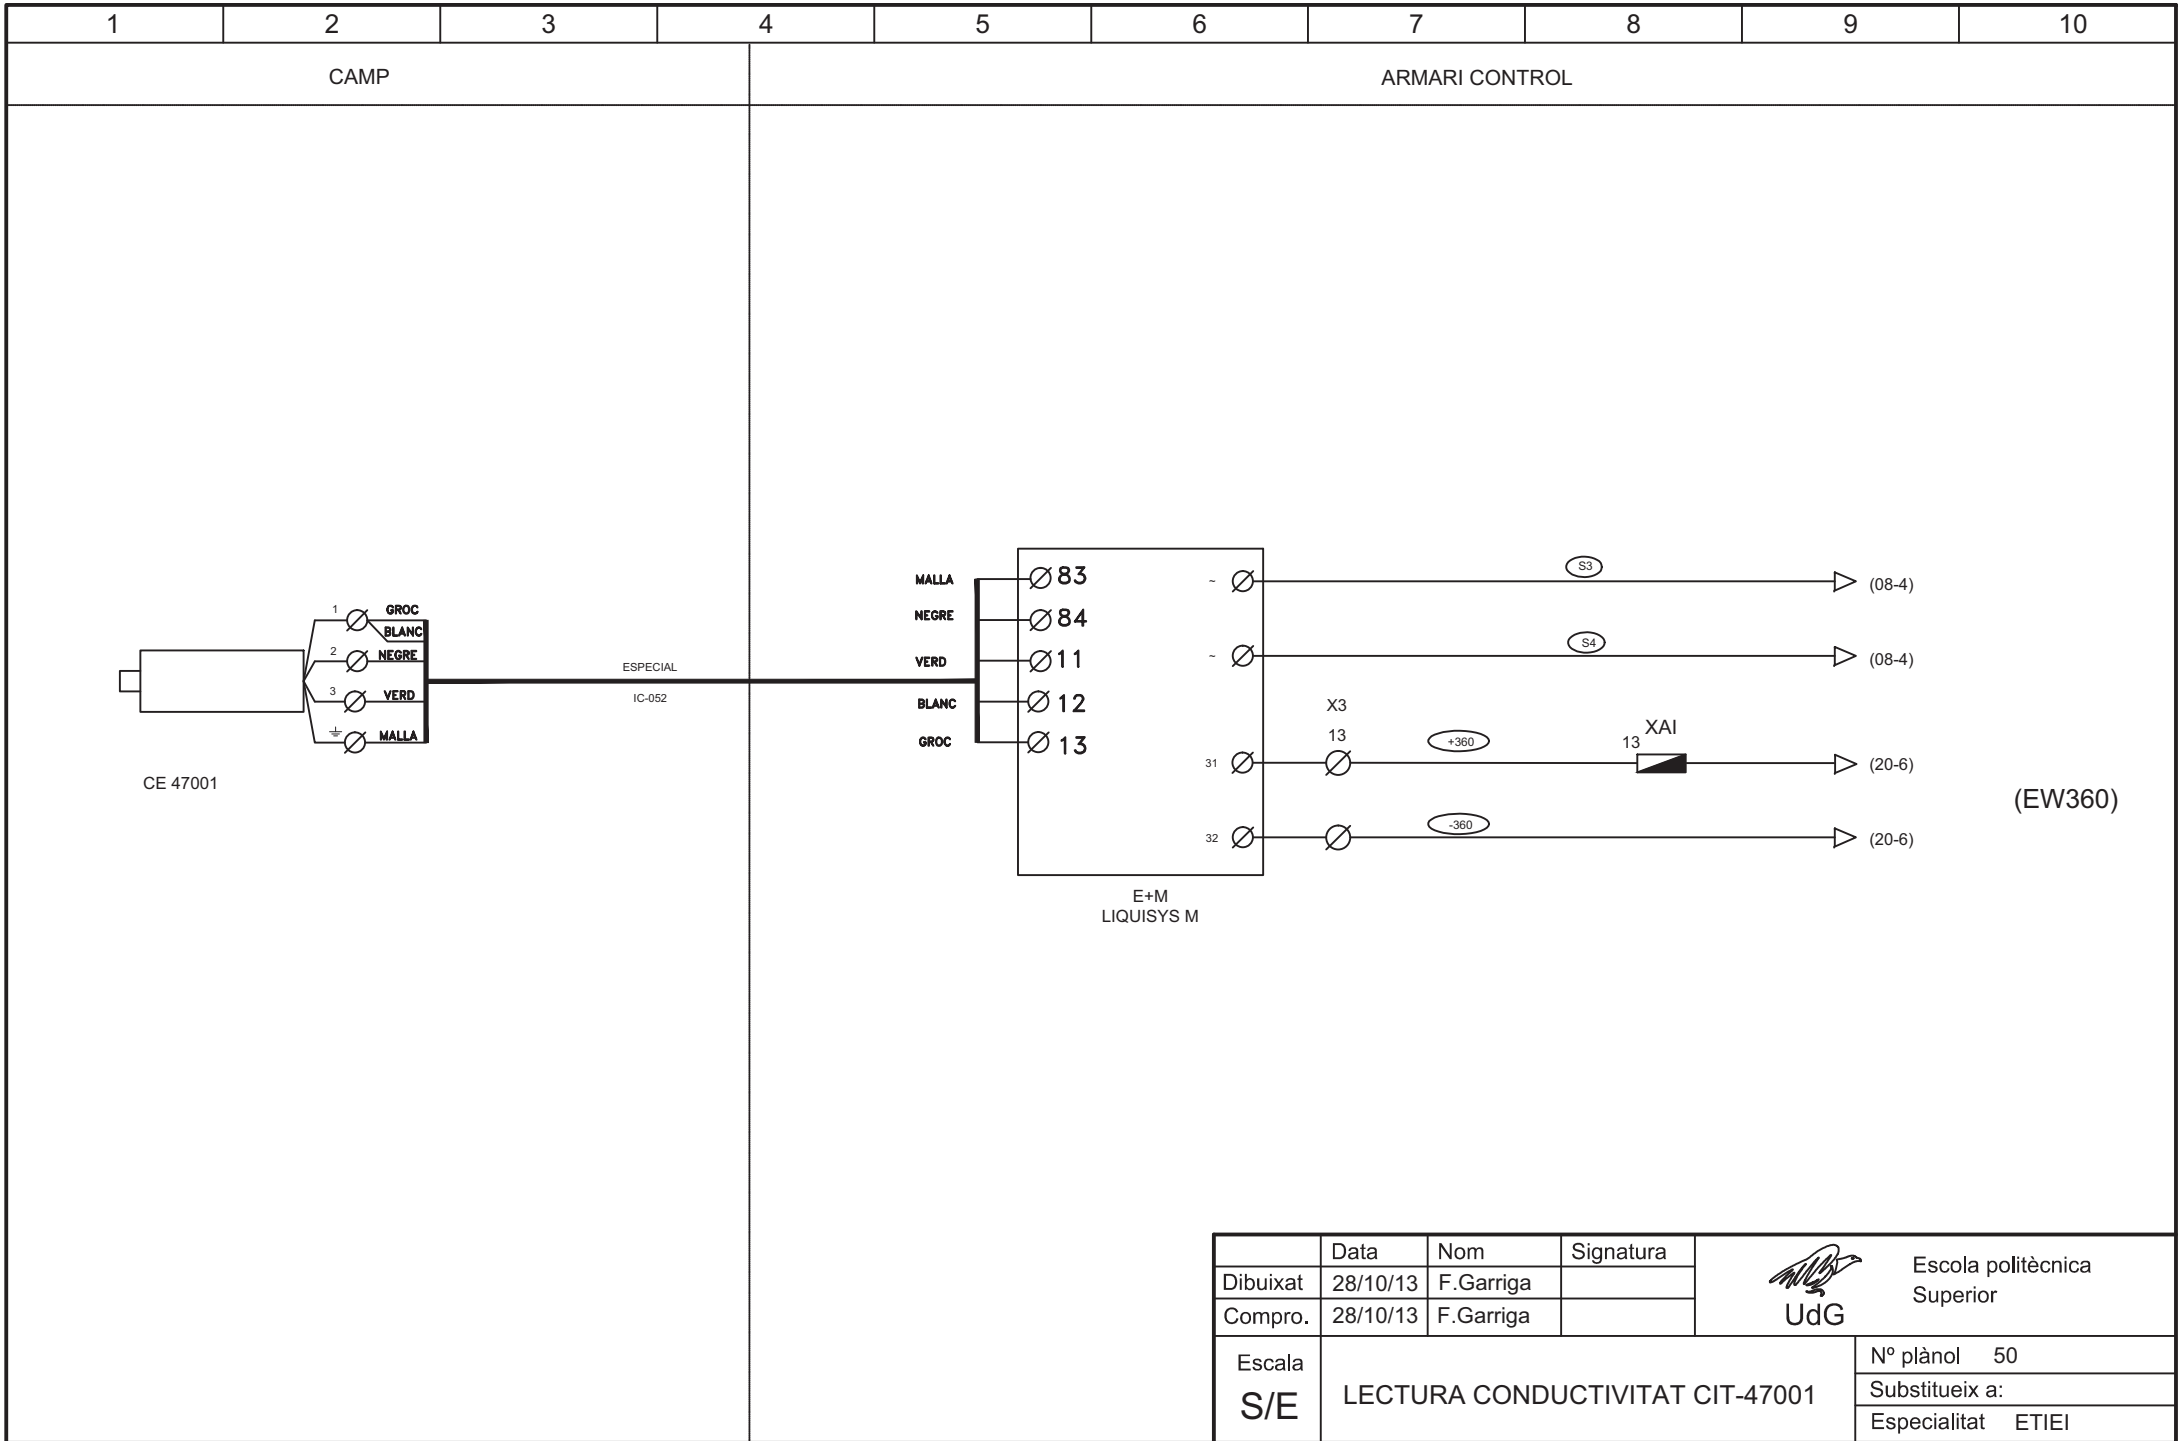 1 2 3 4 5 6 7 8 9 10
CAMP ARMARI CONTROL
1 GROC
BLANC
2 NEGRE
3 VERD
MALLA
CE 47001
ESPECIAL
IC-052
MALLA 83
NEGRE 84
VERD 11
BLANC 12
GROC 13
~ S3 (08-4)
~ S4 (08-4)
X3
13
31 +360 13 XAI (20-6)
(EW360)
32 -360 (20-6)
E+M
LIQUISYS M
Data Nom Signatura
Dibuixat 28/10/13 F.Garriga
Compro. 28/10/13 F.Garriga
UdG
Escola politècnica
Superior
Escala
S/E
LECTURA CONDUCTIVITAT CIT-47001
Nº plànol 50
Substitueix a:
Especialitat ETIEI